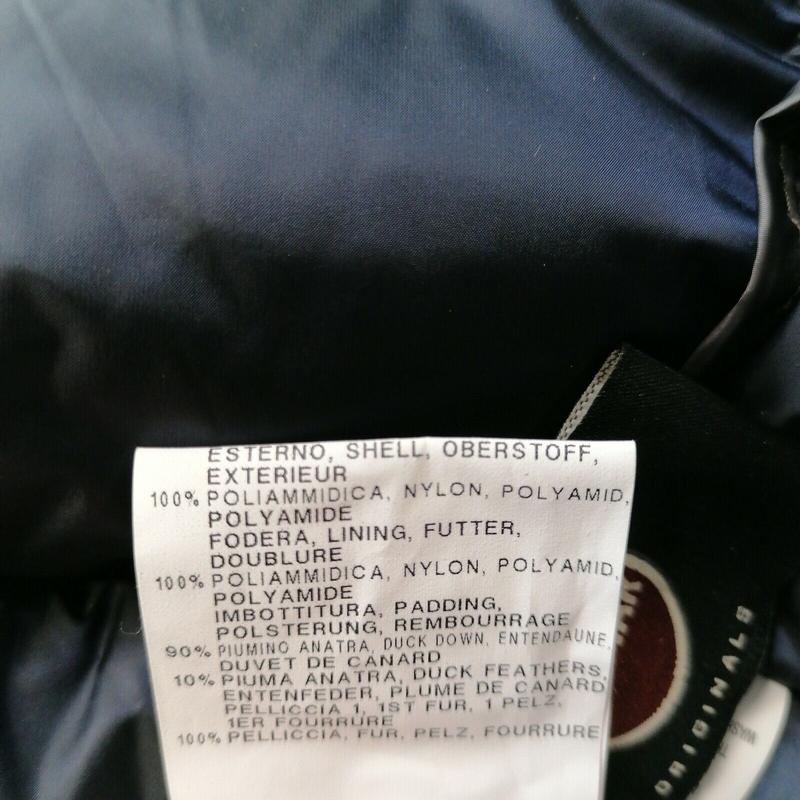 ESTERNO, SHELL, OBERSTOFF,
EXTERIEUR
100% POLIAMMIDICA, NYLON, POLYAMID,
POLYAMIDE
FODERA, LINING, FUTTER,
DOUBLURE
100% POLIAMMIDICA, NYLON, POLYAMID,
POLYAMIDE
IMBOTTITURA, PADDING,
POLSTERUNG, REMBOURRAGE
90% PIUMINO ANATRA, DUCK DOWN, ENTENDAUNE,
DUVET DE CANARD
10% PIUMA ANATRA, DUCK FEATHERS,
ENTENFEDER, PLUME DE CANARD
PELLICCIA 1, 1ST FUR, 1 PELZ,
1ER FOURRURE
100% PELLICCIA, FUR, PELZ, FOURRURE
ORIGINALS